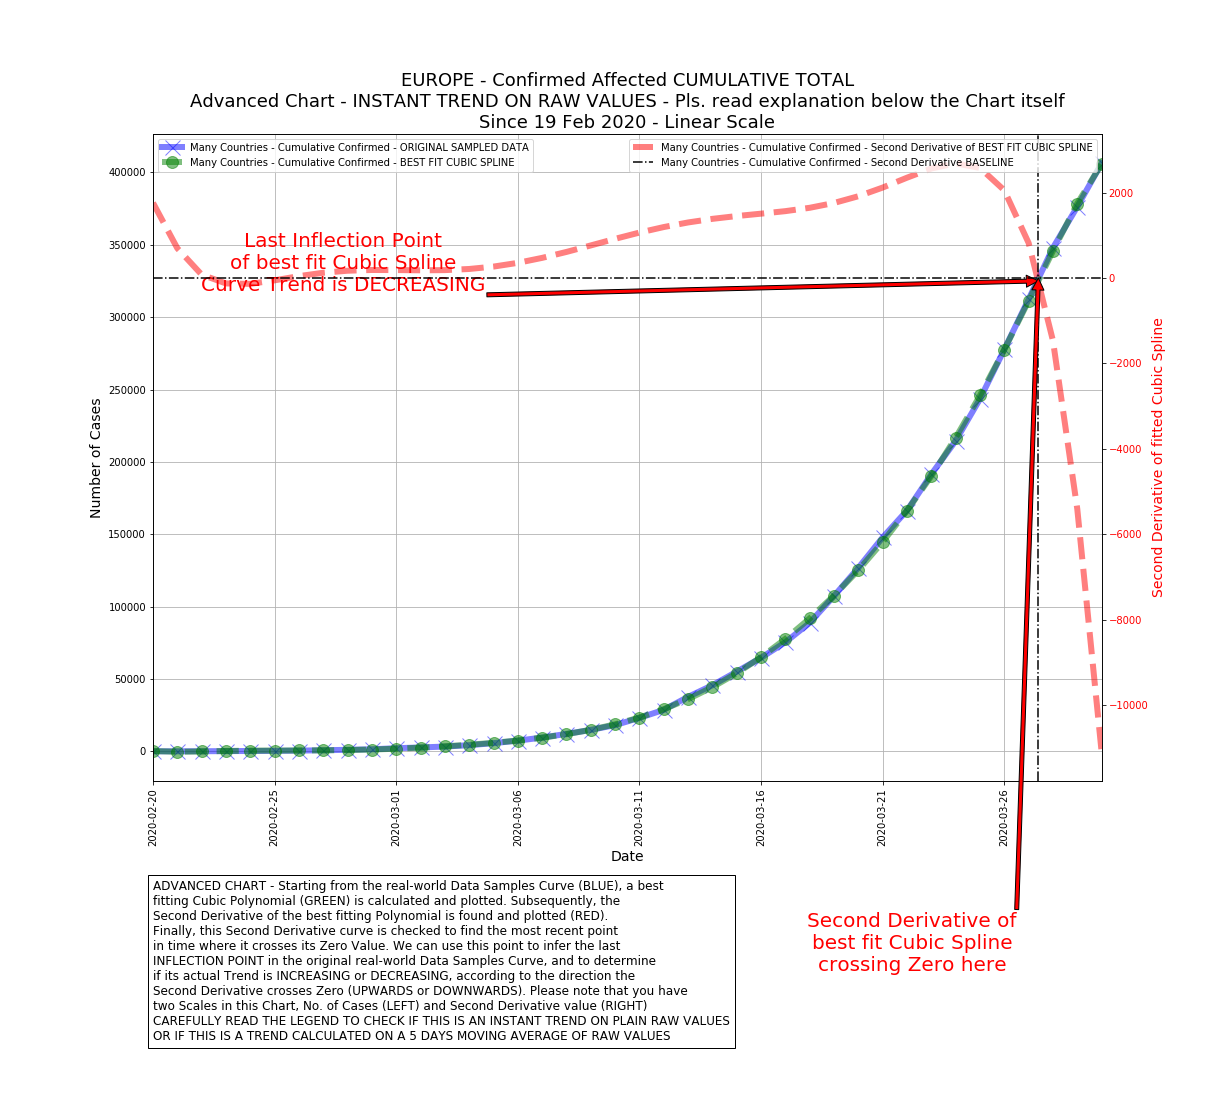 EUROPE - Confirmed Affected CUMULATIVE TOTAL
Advanced Chart - INSTANT TREND ON RAW VALUES - Pls. read explanation below the Chart itself
Since 19 Feb 2020 - Linear Scale
Many Countries - Cumulative Confirmed - ORIGINAL SAMPLED DATA
Many Countries - Cumulative Confirmed - BEST FIT CUBIC SPLINE
Many Countries - Cumulative Confirmed - Second Derivative of BEST FIT CUBIC SPLINE
Many Countries - Cumulative Confirmed - Second Derivative BASELINE
Number of Cases
400000
350000
300000
250000
200000
150000
100000
50000
0
Last Inflection Point
of best fit Cubic Spline
Curve Trend is DECREASING
2000
0
−2000
−4000
−6000
−8000
−10000
Second Derivative of fitted Cubic Spline
2020-02-20
2020-02-25
2020-03-01
2020-03-06
2020-03-11
2020-03-16
2020-03-21
2020-03-26
Date
Second Derivative of
best fit Cubic Spline
crossing Zero here
ADVANCED CHART - Starting from the real-world Data Samples Curve (BLUE), a best
fitting Cubic Polynomial (GREEN) is calculated and plotted. Subsequently, the
Second Derivative of the best fitting Polynomial is found and plotted (RED).
Finally, this Second Derivative curve is checked to find the most recent point
in time where it crosses its Zero Value. We can use this point to infer the last
INFLECTION POINT in the original real-world Data Samples Curve, and to determine
if its actual Trend is INCREASING or DECREASING, according to the direction the
Second Derivative crosses Zero (UPWARDS or DOWNWARDS). Please note that you have
two Scales in this Chart, No. of Cases (LEFT) and Second Derivative value (RIGHT)
CAREFULLY READ THE LEGEND TO CHECK IF THIS IS AN INSTANT TREND ON PLAIN RAW VALUES
OR IF THIS IS A TREND CALCULATED ON A 5 DAYS MOVING AVERAGE OF RAW VALUES